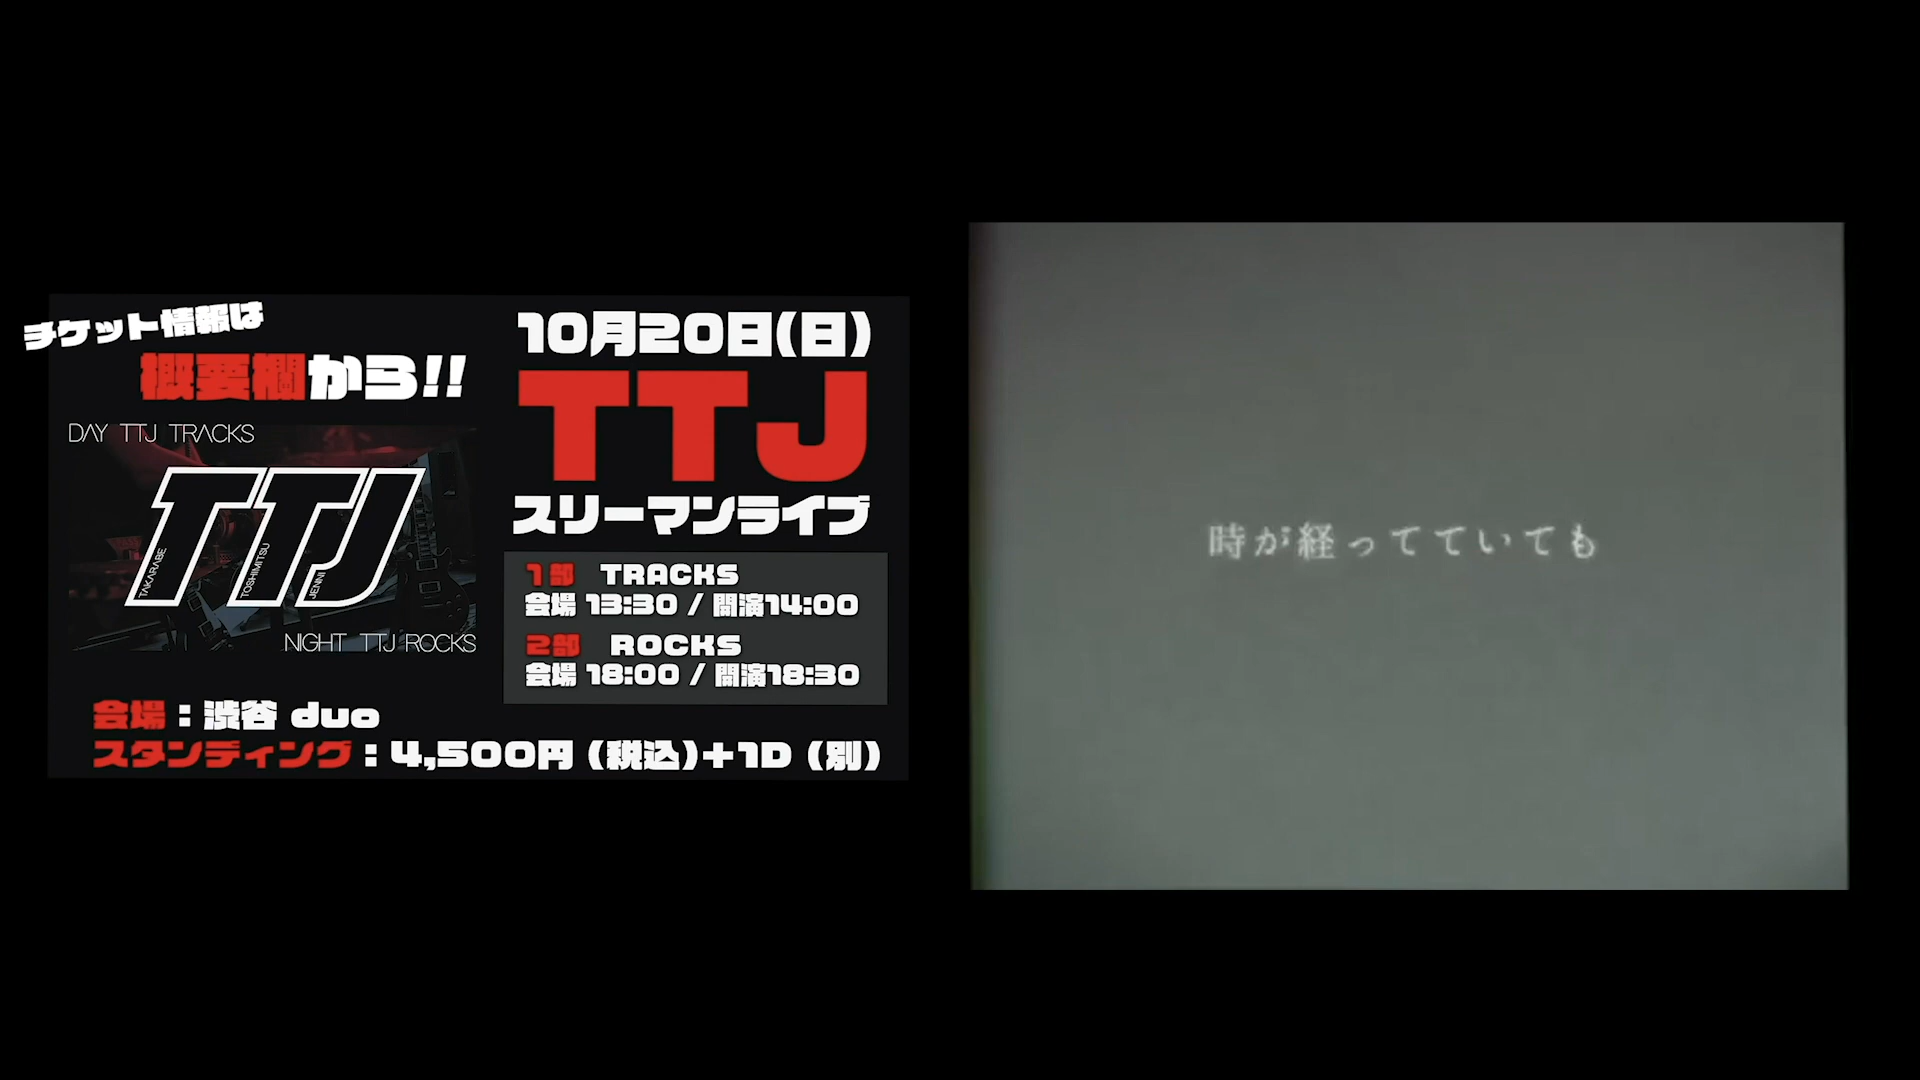 チケット情報は
概要欄から!!
DAY TTJ TRACKS
TTJ
TAKARABE
TOSHIMITSU
JENNI
NIGHT TTJ ROCKS
10月20日(日)
TTJ
スリーマンライブ
1部 TRACKS
会場 13:30 / 開演14:00
2部 ROCKS
会場 18:00 / 開演18:30
会場：渋谷 duo
スタンディング：4,500円 (税込)+1D (別)
時が経ってていても